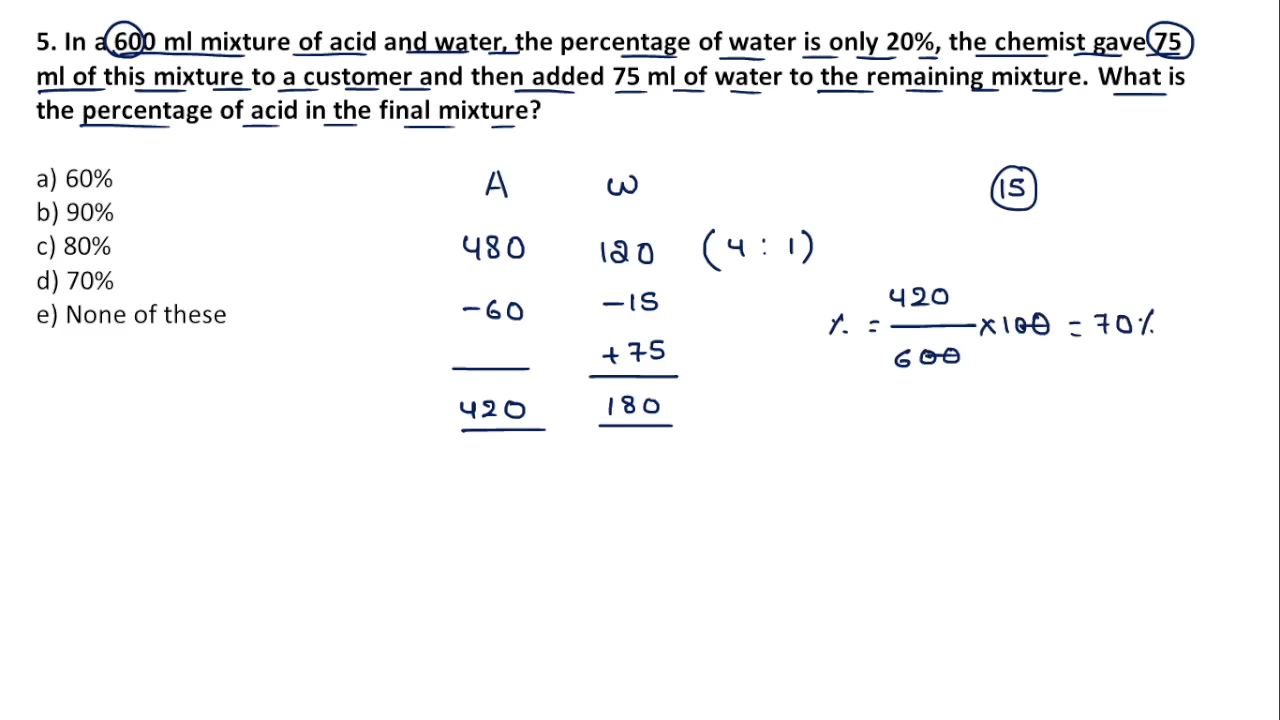 5. In a 600 ml mixture of acid and water, the percentage of water is only 20%, the chemist gave 75
ml of this mixture to a customer and then added 75 ml of water to the remaining mixture. What is
the percentage of acid in the final mixture?
a) 60%
b) 90%
c) 80%
d) 70%
e) None of these
A W
15
480 120 (4 : 1)
-60 -15
+75
420 180
% = 420/600 ×100 = 70%